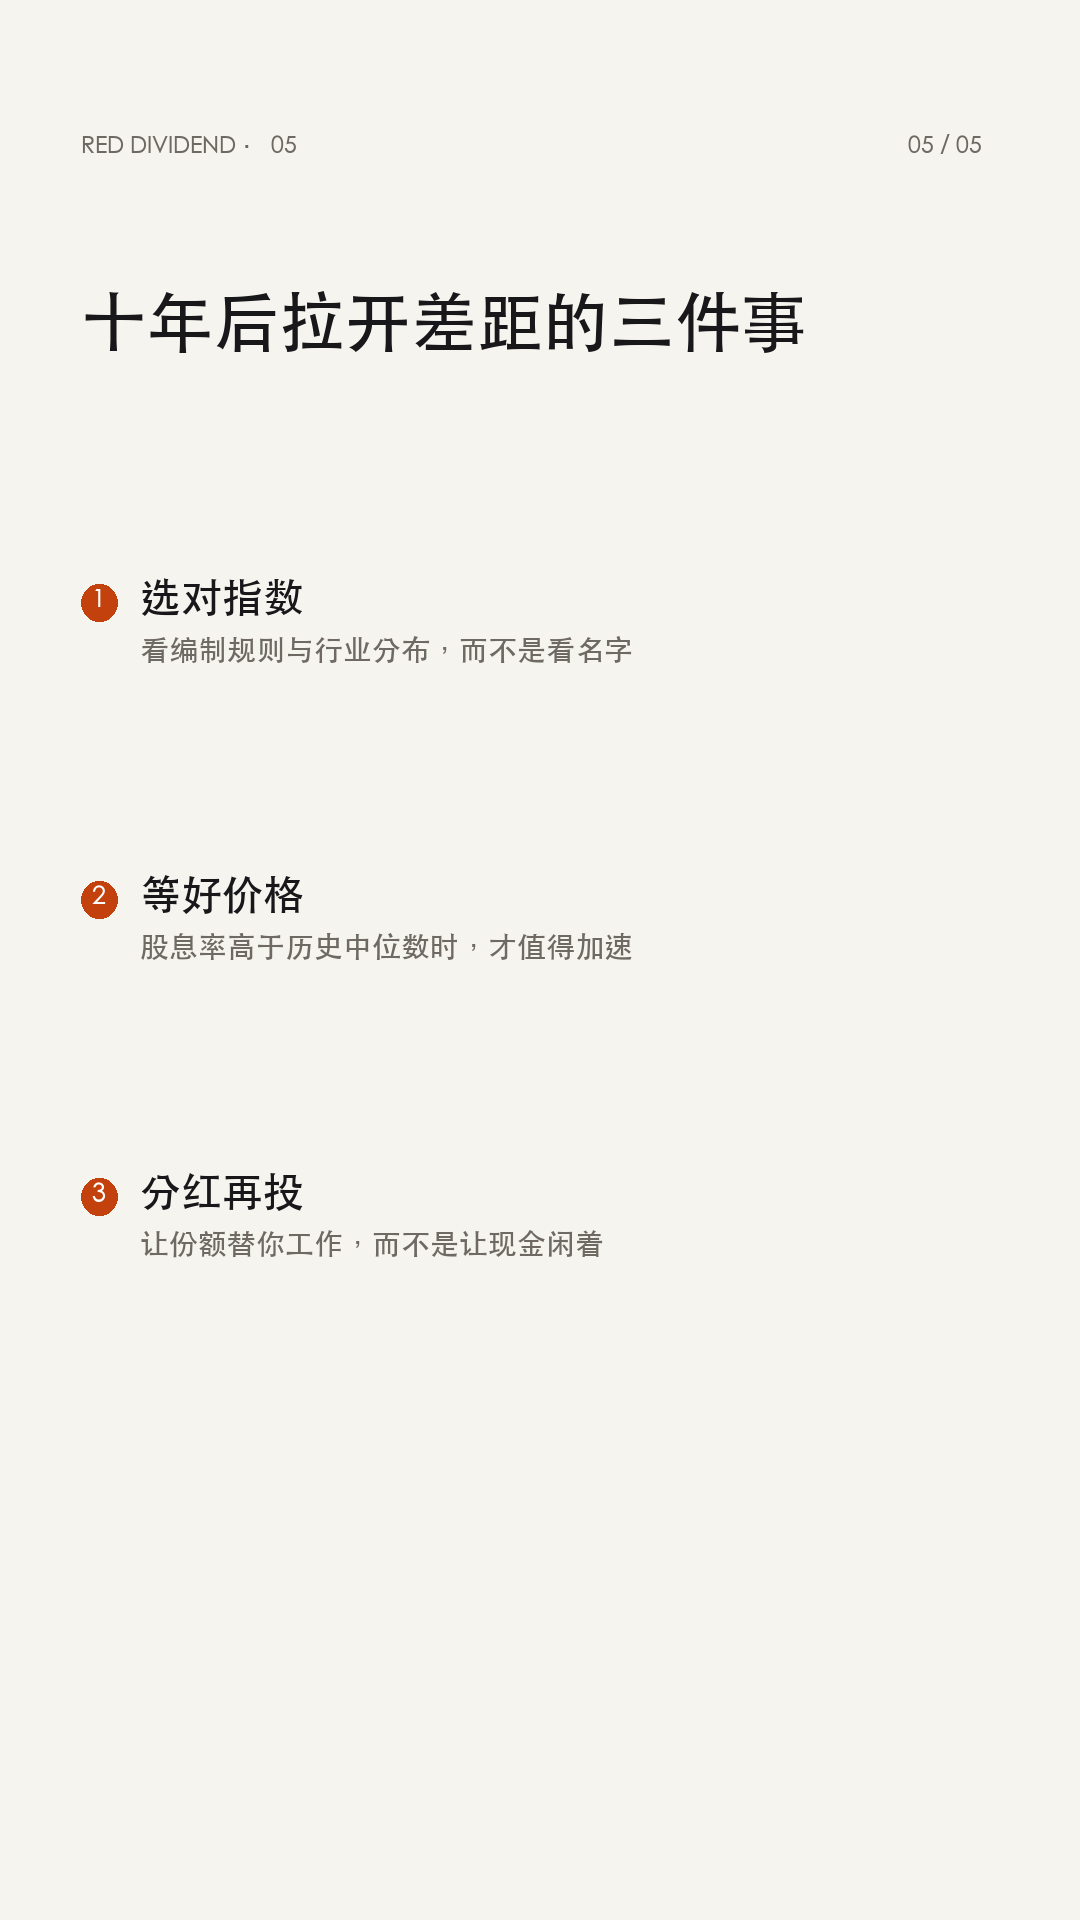 RED DIVIDEND · 05
05 / 05
十年后拉开差距的三件事
1 选对指数
看编制规则与行业分布，而不是看名字
2 等好价格
股息率高于历史中位数时，才值得加速
3 分红再投
让份额替你工作，而不是让现金闲着